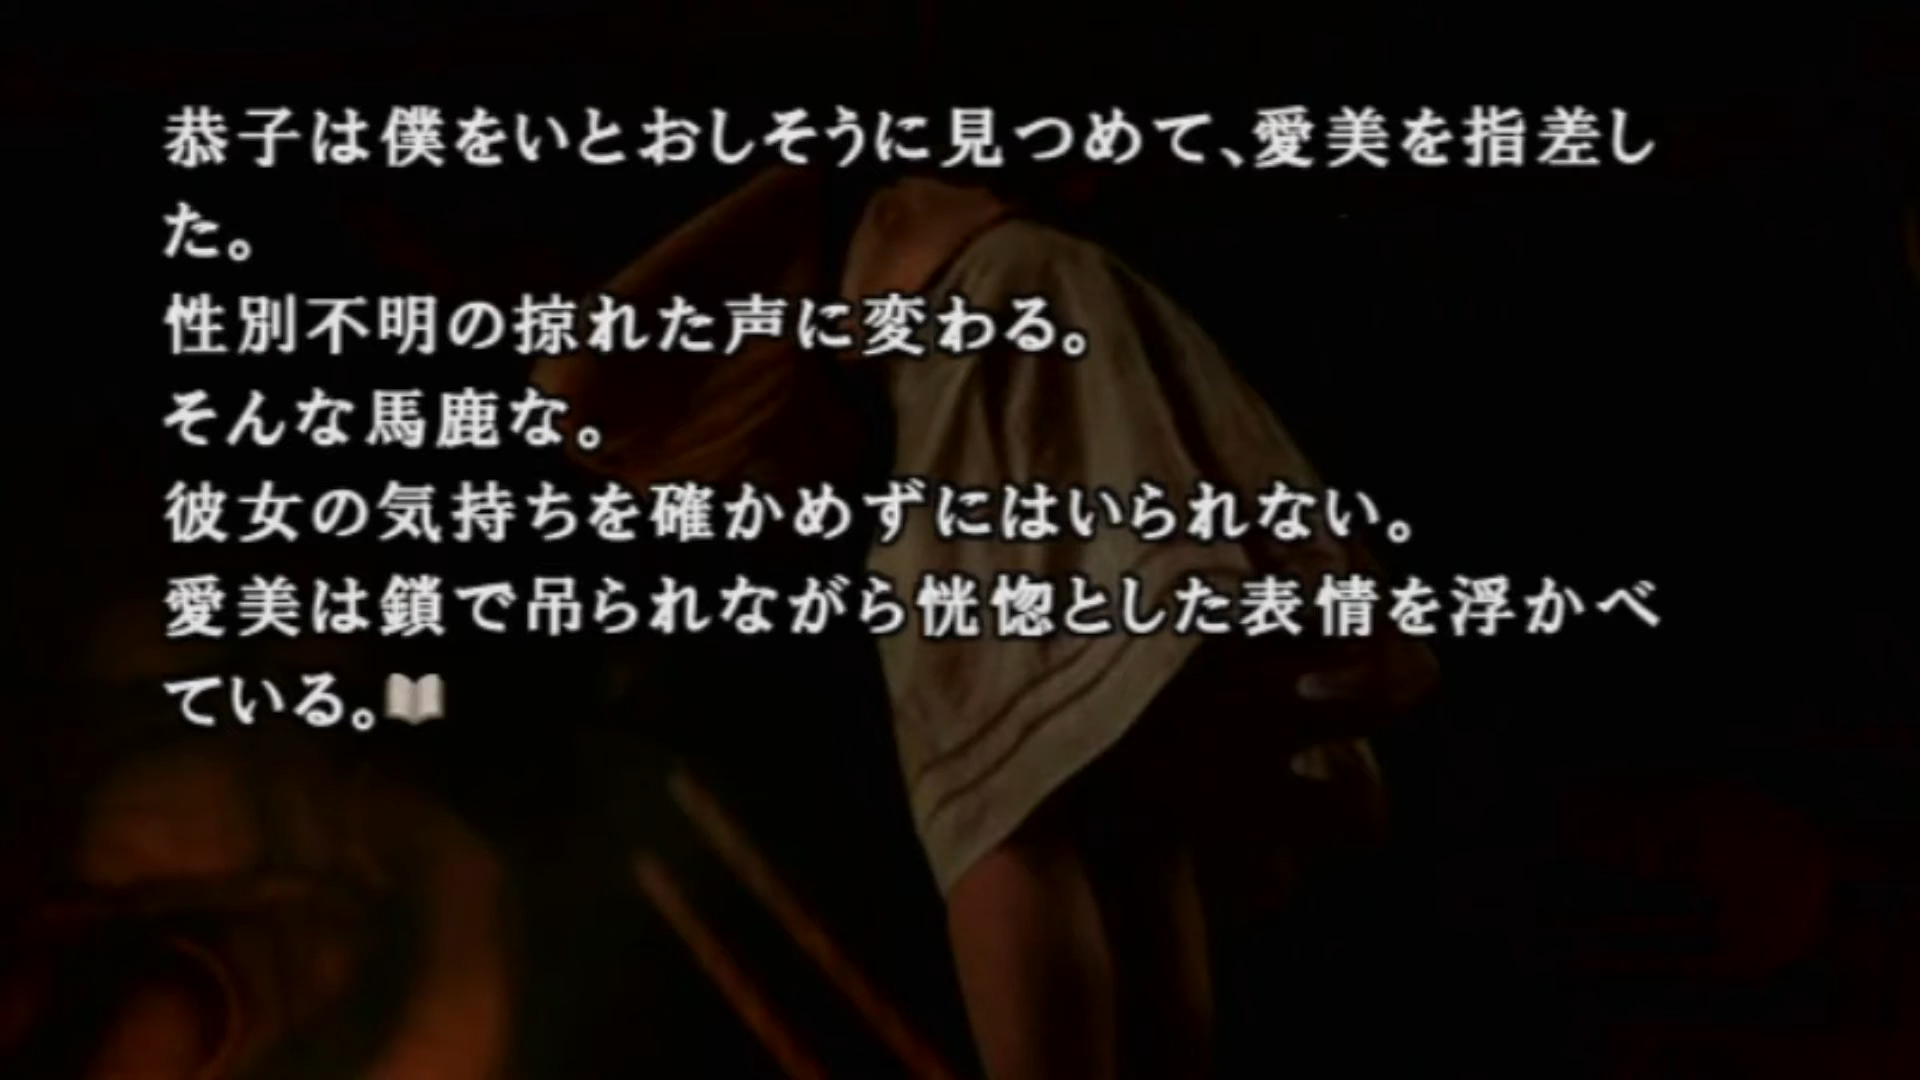 恭子は僕をいとおしそうに見つめて、愛美を指差し
た。
性別不明の掠れた声に変わる。
そんな馬鹿な。
彼女の気持ちを確かめずにはいられない。
愛美は鎖で吊られながら恍惚とした表情を浮かべ
ている。